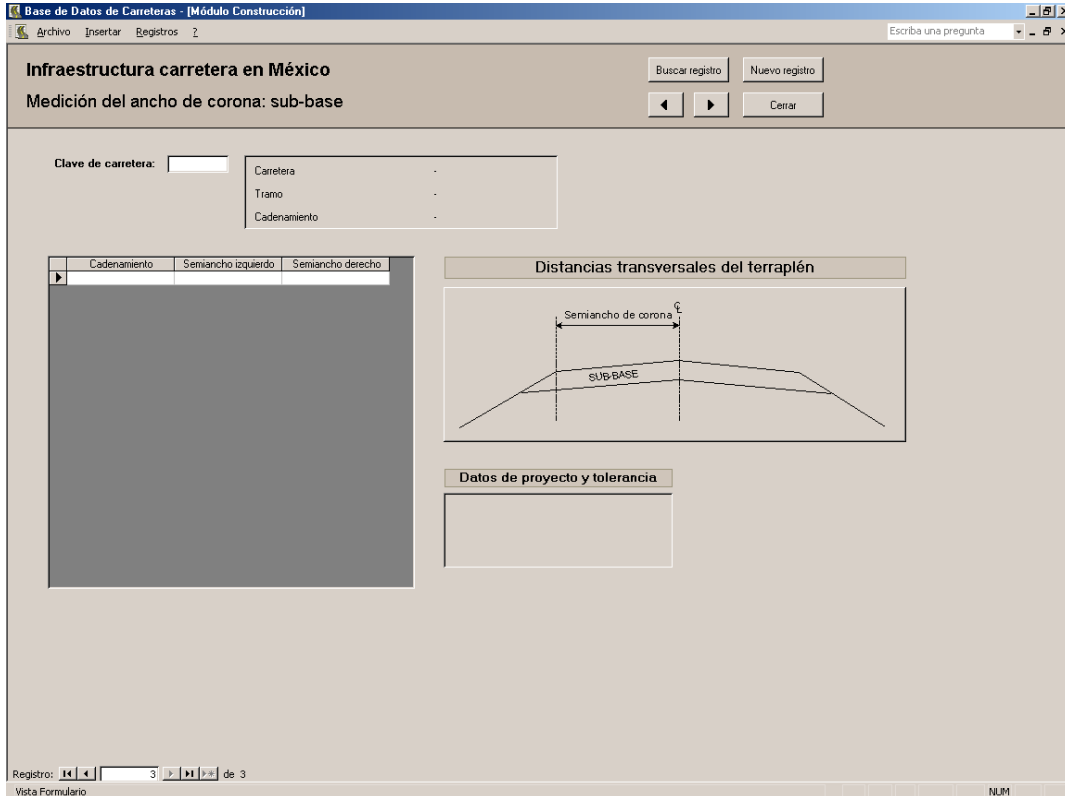 Base de Datos de Carreteras - [Módulo Construcción]
Archivo Insertar Registros ?
Escriba una pregunta
Infraestructura carretera en México
Medición del ancho de corona: sub-base
Buscar registro
Nuevo registro
Cerrar
Clave de carretera:
Carretera -
Tramo -
Cadenamiento -
Cadenamiento Semiancho izquierdo Semiancho derecho
Distancias transversales del terraplén
Semiancho de corona ℄
SUB-BASE
Datos de proyecto y tolerancia
Registro: 3 de 3
Vista Formulario
NUM